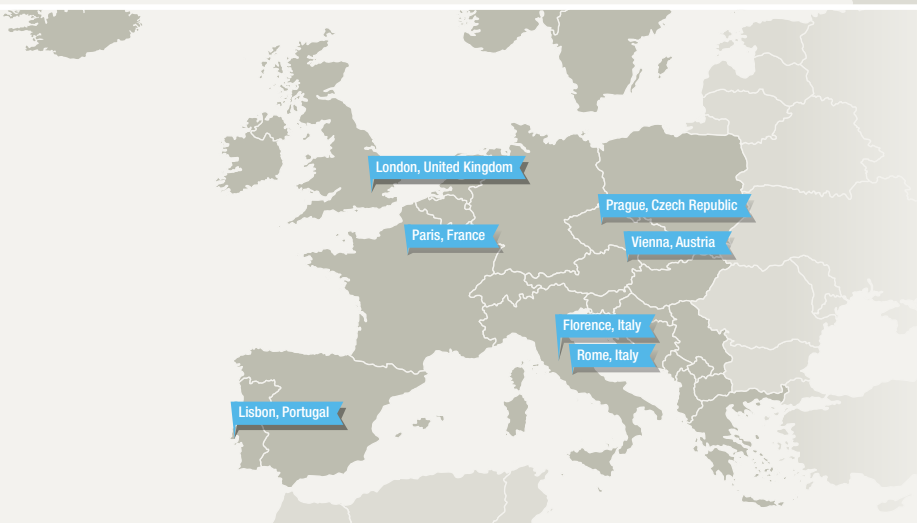 London, United Kingdom
Prague, Czech Republic
Paris, France
Vienna, Austria
Florence, Italy
Rome, Italy
Lisbon, Portugal